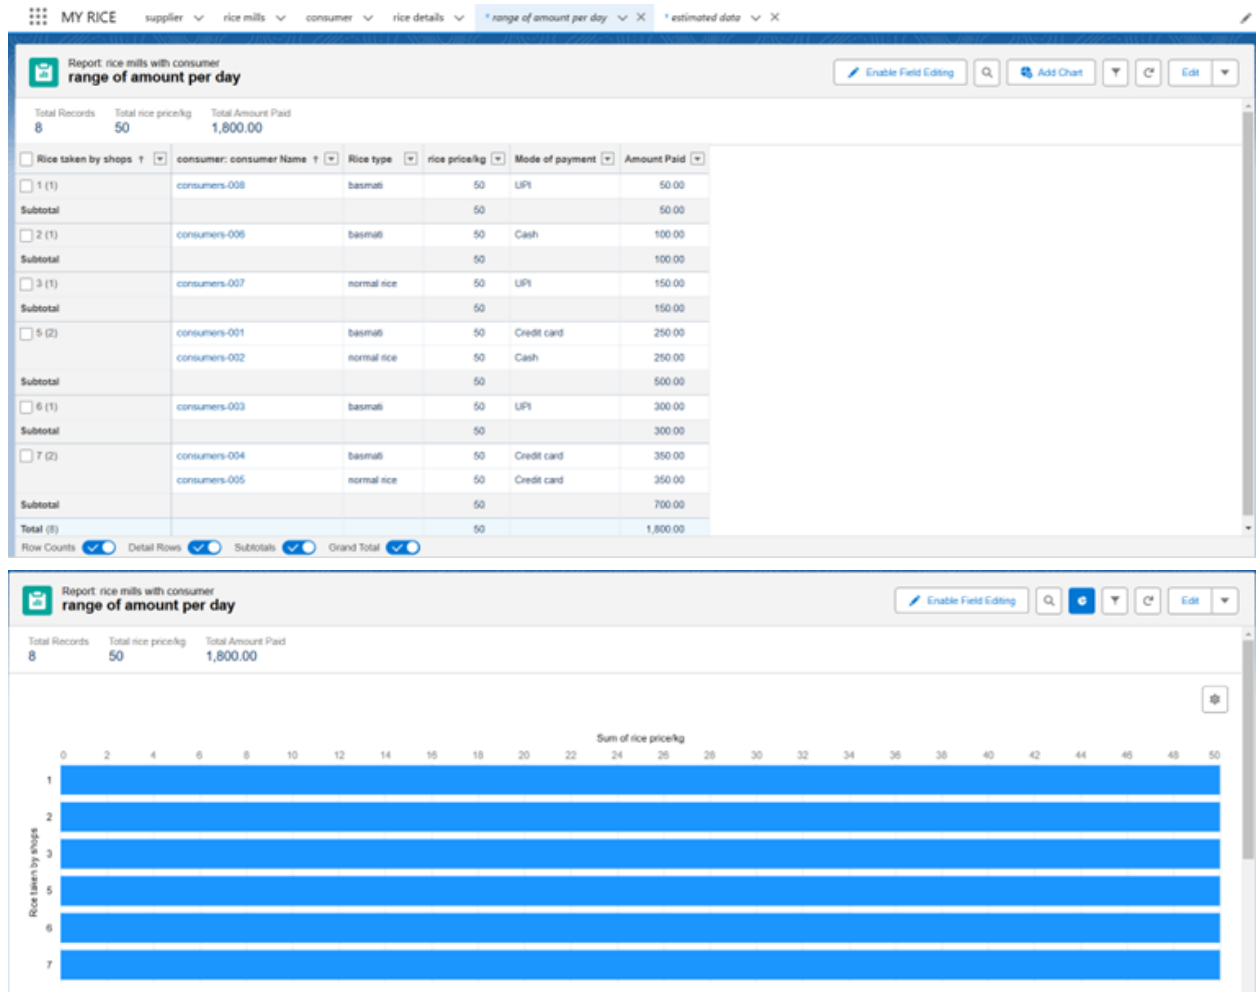 MY RICE supplier rice mills consumer rice details * range of amount per day * estimated data
Report: rice mills with consumer
range of amount per day
Enable Field Editing Add Chart Edit
Total Records Total rice price/kg Total Amount Paid
8 50 1,800.00
Rice taken by shops ↑ consumer: consumer Name ↑ Rice type rice price/kg Mode of payment Amount Paid
1 (1) consumers-008 basmati 50 UPI 50.00
Subtotal 50 50.00
2 (1) consumers-006 basmati 50 Cash 100.00
Subtotal 50 100.00
3 (1) consumers-007 normal rice 50 UPI 150.00
Subtotal 50 150.00
5 (2) consumers-001 basmati 50 Credit card 250.00
consumers-002 normal rice 50 Cash 250.00
Subtotal 50 500.00
6 (1) consumers-003 basmati 50 UPI 300.00
Subtotal 50 300.00
7 (2) consumers-004 basmati 50 Credit card 350.00
consumers-005 normal rice 50 Credit card 350.00
Subtotal 50 700.00
Total (8) 50 1,800.00
Row Counts Detail Rows Subtotals Grand Total
Report: rice mills with consumer
range of amount per day
Enable Field Editing Edit
Total Records Total rice price/kg Total Amount Paid
8 50 1,800.00
Sum of rice price/kg
0 2 4 6 8 10 12 14 16 18 20 22 24 26 28 30 32 34 36 38 40 42 44 46 48 50
Rice taken by shops
1
2
3
5
6
7